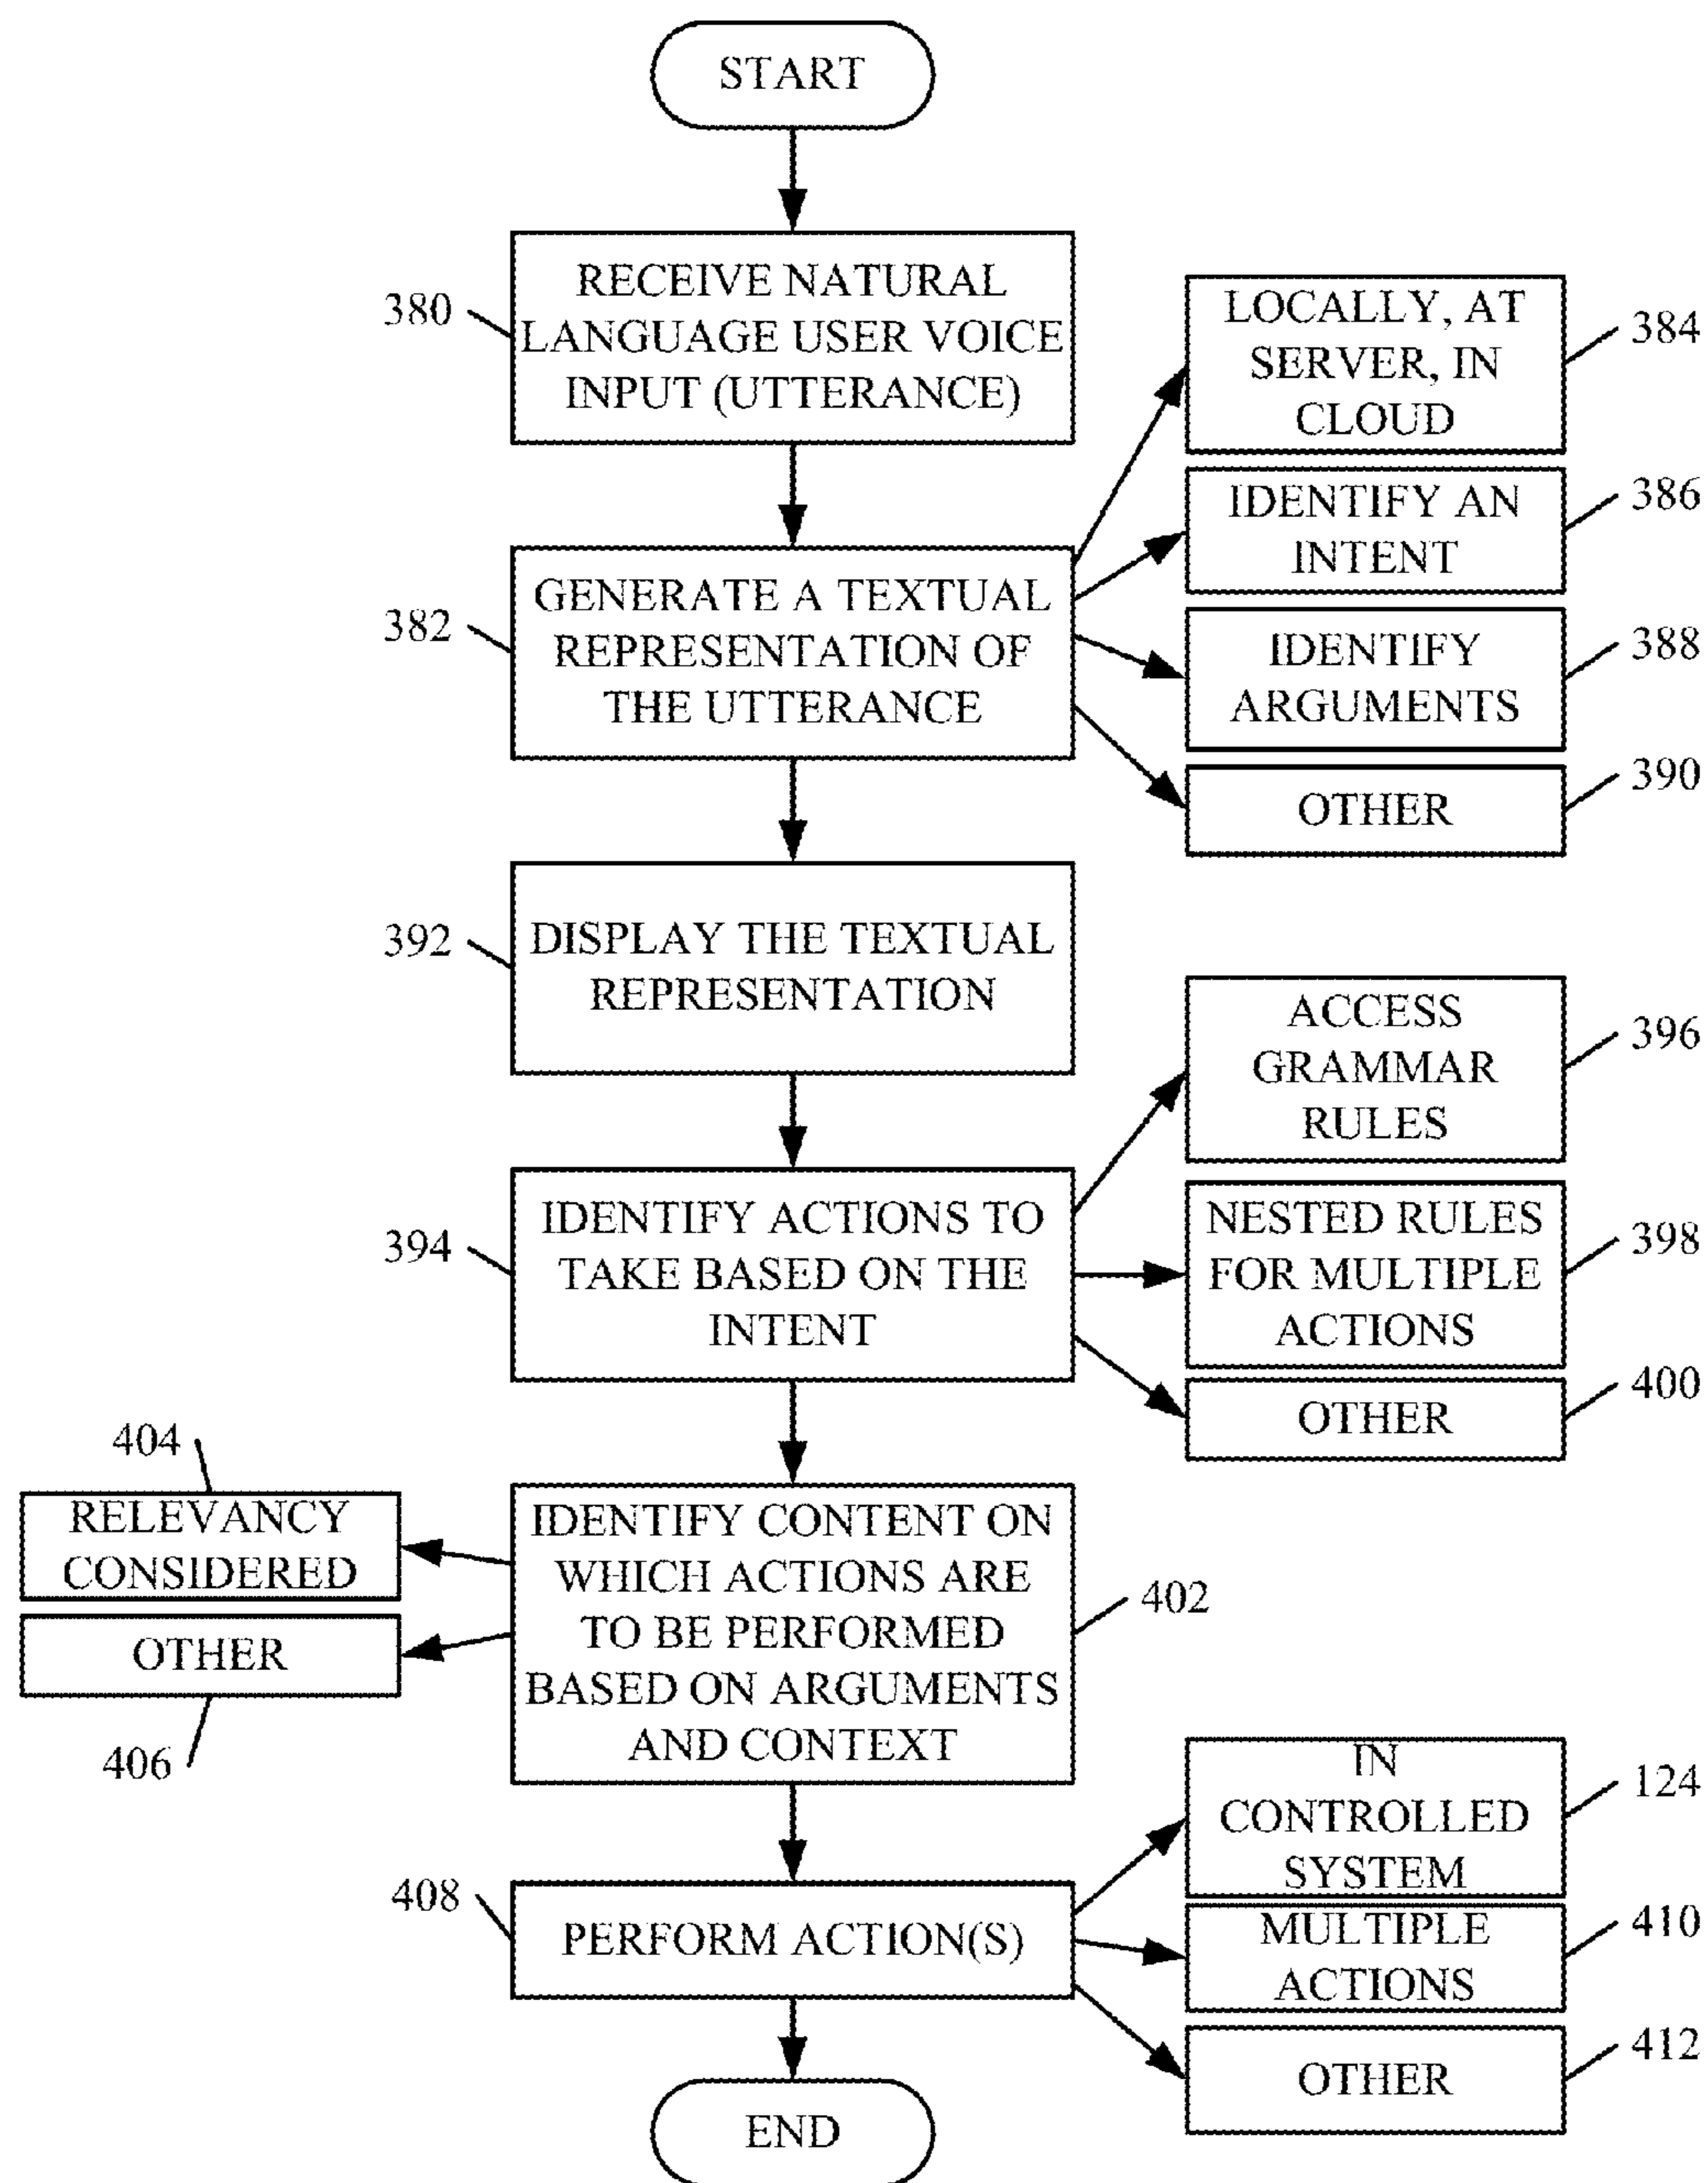 START
380
RECEIVE NATURAL
LANGUAGE USER VOICE
INPUT (UTTERANCE)
382
GENERATE A TEXTUAL
REPRESENTATION OF
THE UTTERANCE
LOCALLY, AT
SERVER, IN
CLOUD
384
IDENTIFY AN
INTENT
386
IDENTIFY
ARGUMENTS
388
OTHER
390
392
DISPLAY THE TEXTUAL
REPRESENTATION
394
IDENTIFY ACTIONS TO
TAKE BASED ON THE
INTENT
ACCESS
GRAMMAR
RULES
396
NESTED RULES
FOR MULTIPLE
ACTIONS
398
OTHER
400
404
RELEVANCY
CONSIDERED
OTHER
406
IDENTIFY CONTENT ON
WHICH ACTIONS ARE
TO BE PERFORMED
BASED ON ARGUMENTS
AND CONTEXT
402
408
PERFORM ACTION(S)
IN
CONTROLLED
SYSTEM
124
MULTIPLE
ACTIONS
410
OTHER
412
END